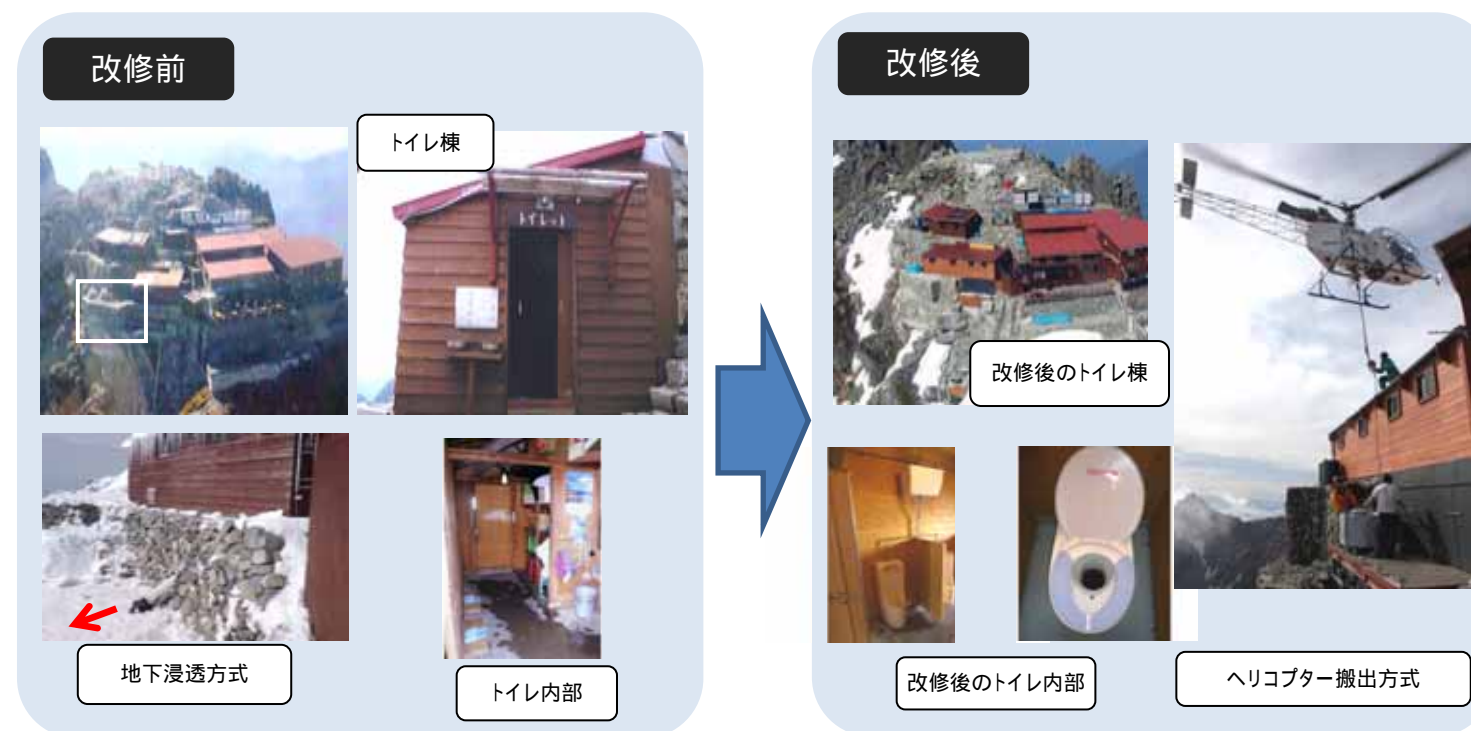 改修前
トイレ棟
トイレット
地下浸透方式
トイレ内部
改修後
改修後のトイレ棟
改修後のトイレ内部
ヘリコプター搬出方式